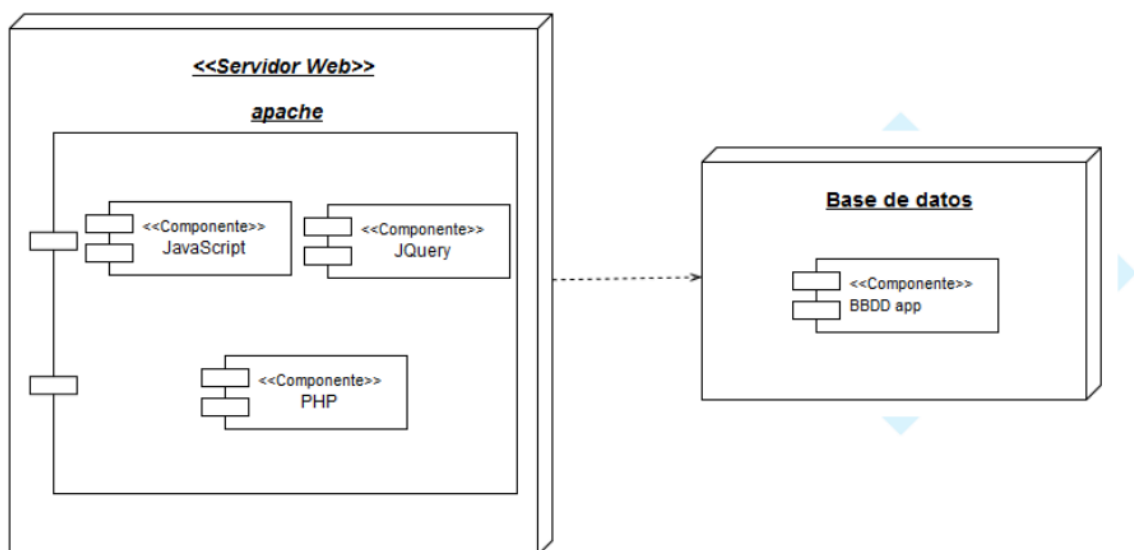 <<Servidor Web>>
apache
<<Componente>>
JavaScript
<<Componente>>
JQuery
<<Componente>>
PHP
Base de datos
<<Componente>>
BBDD app